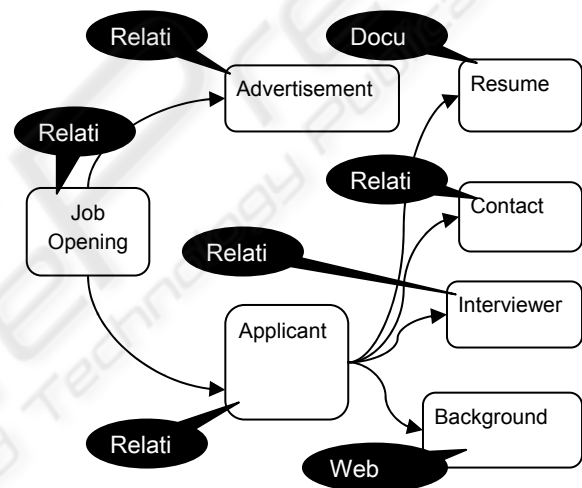 Relati
Docu
Advertisement
Resume
Relati
Relati
Job
Opening
Contact
Relati
Interviewer
Applicant
Background
Relati
Web